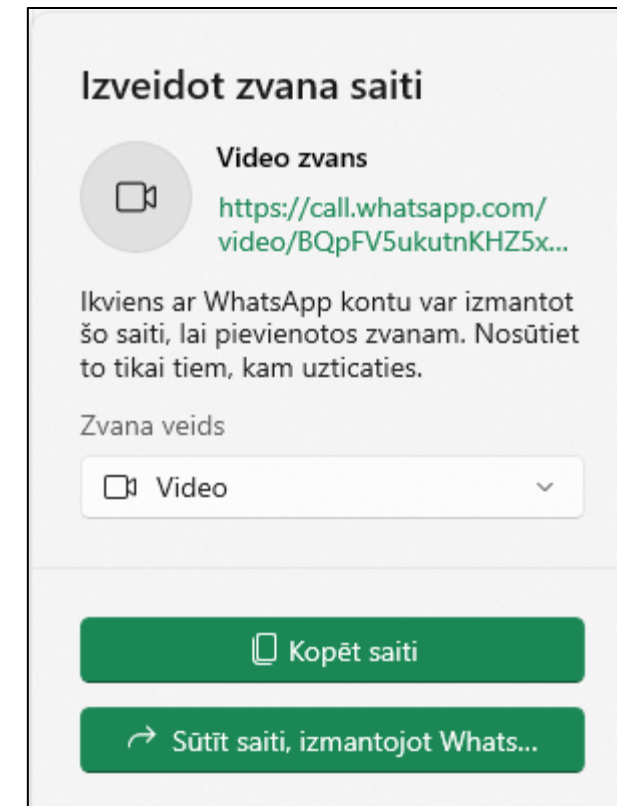 Izveidot zvana saiti
Video zvans
https://call.whatsapp.com/
video/BQpFV5ukutnKHZ5x...
Ikviens ar WhatsApp kontu var izmantot
šo saiti, lai pievienotos zvanam. Nosūtiet
to tikai tiem, kam uzticaties.
Zvana veids
Video
Kopēt saiti
Sūtīt saiti, izmantojot Whats...